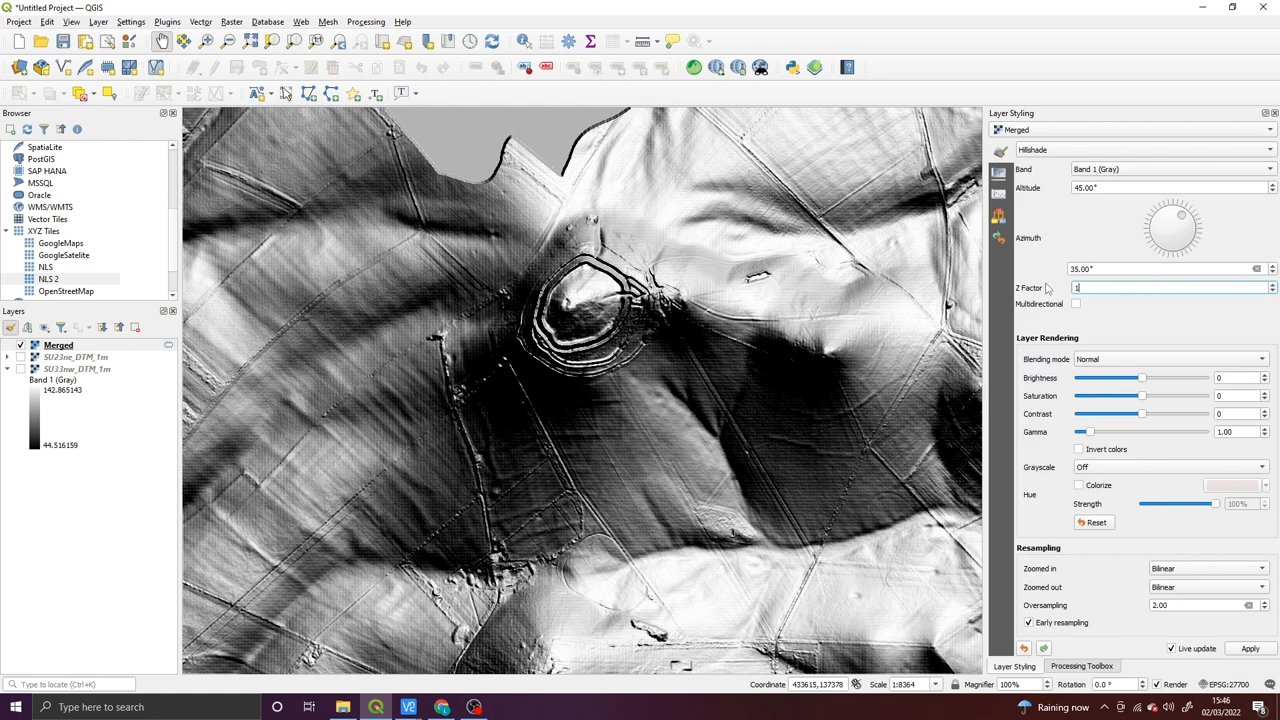 *Untitled Project — QGIS
Project Edit View Layer Settings Plugins Vector Raster Database Web Mesh Processing Help
Browser
SpatiaLite
PostGIS
SAP HANA
MSSQL
Oracle
WMS/WMTS
Vector Tiles
XYZ Tiles
GoogleMaps
GoogleSatelite
NLS
NLS 2
OpenStreetMap
Layers
Merged
SU23ne_DTM_1m
SU33nw_DTM_1m
Band 1 (Gray)
142.865143
44.516159
Layer Styling
Merged
Hillshade
Band Band 1 (Gray)
Altitude 45.00°
Azimuth
35.00°
Z Factor 1
Multidirectional
Layer Rendering
Blending mode Normal
Brightness 0
Saturation 0
Contrast 0
Gamma 1.00
Invert colors
Grayscale Off
Hue
Colorize
Strength 100%
Reset
Resampling
Zoomed in Bilinear
Zoomed out Bilinear
Oversampling 2.00
Early resampling
Live update Apply
Layer Styling Processing Toolbox
Type to locate (Ctrl+K)
Coordinate 433615,137378 Scale 1:8364 Magnifier 100% Rotation 0.0 ° Render EPSG:27700
Type here to search
Raining now
15:46
02/03/2022